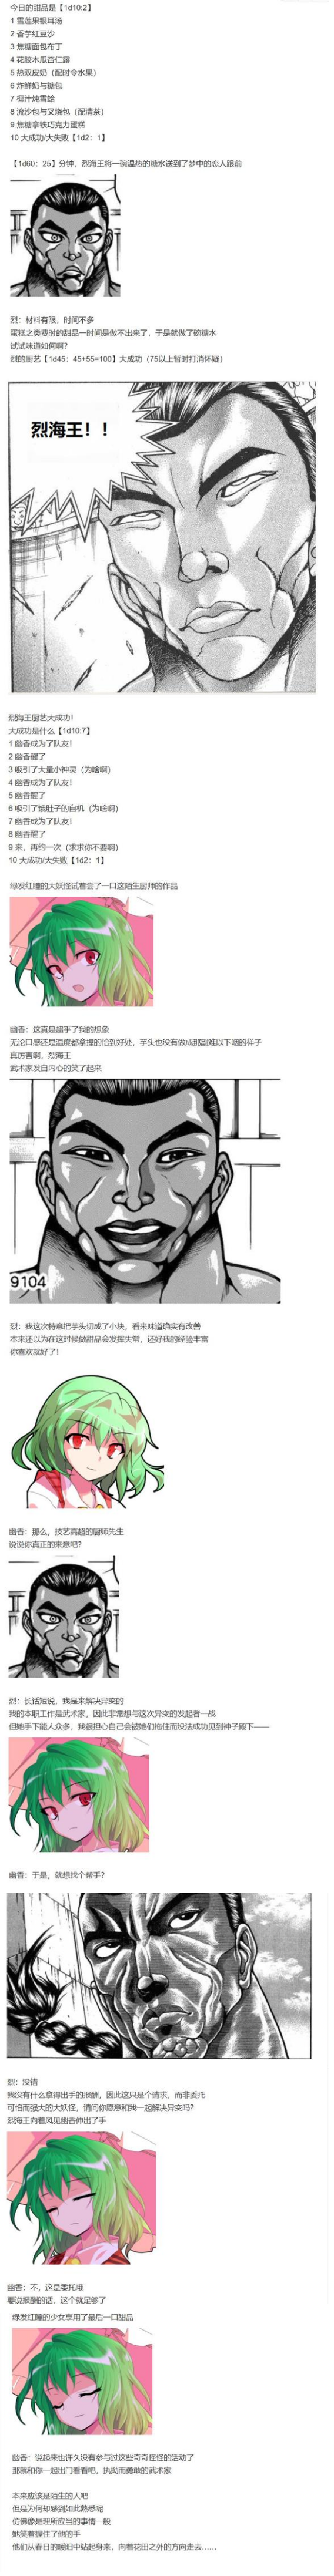 今日的甜品是【1d10:2】
1 雪莲果银耳汤
2 香芋红豆沙
3 焦糖面包布丁
4 花胶木瓜杏仁露
5 热双皮奶（配时令水果）
6 炸鲜奶与糖包
7 椰汁炖雪蛤
8 流沙包与叉烧包（配清茶）
9 焦糖拿铁巧克力蛋糕
10 大成功/大失败【1d2：1】
【1d60：25】分钟，烈海王将一碗温热的糖水送到了梦中的恋人跟前
烈：材料有限，时间不多
蛋糕之类费时的甜品一时间是做不出来了，于是就做了碗糖水
试试味道如何啊？
烈的厨艺【1d45：45+55=100】大成功（75以上暂时打消怀疑）
烈海王！！
烈海王厨艺大成功！
大成功是什么【1d10:7】
1 幽香成为了队友！
2 幽香醒了
3 吸引了大量小神灵（为啥啊）
4 幽香成为了队友！
5 幽香醒了
6 吸引了饿肚子的自机（为啥啊）
7 幽香成为了队友！
8 幽香醒了
9 来，再约一次（求求你不要啊）
10 大成功/大失败【1d2：1】
绿发红瞳的大妖怪试着尝了一口这陌生厨师的作品
幽香：这真是超乎了我的想象
无论口感还是温度都拿捏的恰到好处，芋头也没有做成那副难以下咽的样子
真厉害啊，烈海王
武术家发自内心的笑了起来
9104
烈：我这次特意把芋头切成了小块，看来味道确实有改善
本来还以为在这时候做甜品会发挥失常，还好我的经验丰富
你喜欢就好了！
幽香：那么，技艺高超的厨师先生
说说你真正的来意吧？
烈：长话短说，我是来解决异变的
我的本职工作是武术家，因此非常想与这次异变的发起者一战
但她手下能人众多，我很担心自己会被她们拖住而没法成功见到神子殿下——
幽香：于是，就想找个帮手？
烈：没错
我没有什么拿得出手的报酬，因此这只是个请求，而非委托
可怕而强大的大妖怪，请问你愿意和我一起解决异变吗？
烈海王向着风见幽香伸出了手
幽香：不，这是委托哦
要说报酬的话，这个就足够了
绿发红瞳的少女享用了最后一口甜品
幽香：说起来也许久没有参与过这些奇奇怪怪的活动了
那就和你一起出门看看吧，执拗而勇敢的武术家
本来应该是陌生的人吧
但是为何却感到如此熟悉呢
仿佛像是理所应当的事情一般
她笑着握住了他的手
他们从春日的暖阳中站起身来，向着花田之外的方向走去……